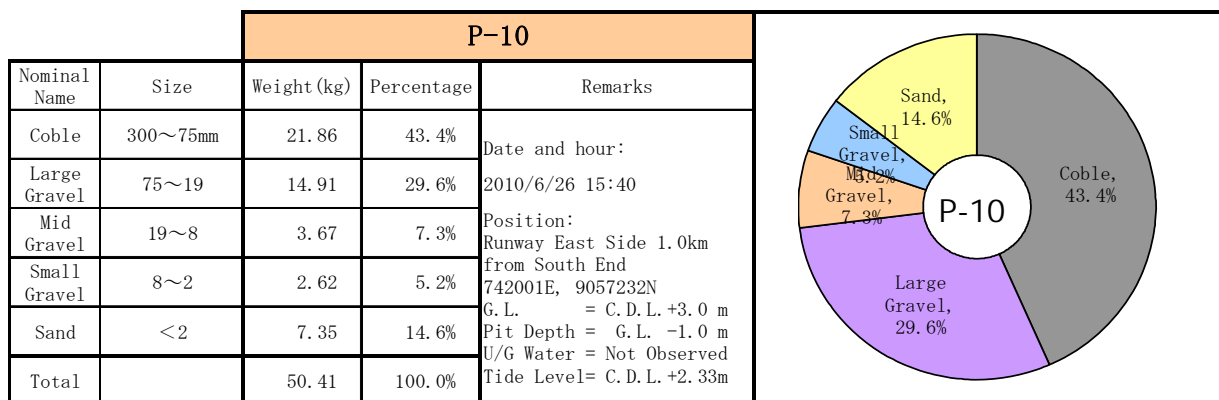 P-10
Nominal Name Size Weight(kg) Percentage Remarks
Coble 300～75mm 21.86 43.4%
Large Gravel 75～19 14.91 29.6%
Mid Gravel 19～8 3.67 7.3%
Small Gravel 8～2 2.62 5.2%
Sand ＜2 7.35 14.6%
Total 50.41 100.0%
Date and hour:
2010/6/26 15:40
Position:
Runway East Side 1.0km
from South End
742001E, 9057232N
G.L. = C.D.L.+3.0 m
Pit Depth = G.L. -1.0 m
U/G Water = Not Observed
Tide Level= C.D.L.+2.33m
Sand,
14.6%
Small
Gravel,
5.2%
Mid
Gravel,
7.3%
Large
Gravel,
29.6%
Coble,
43.4%
P-10